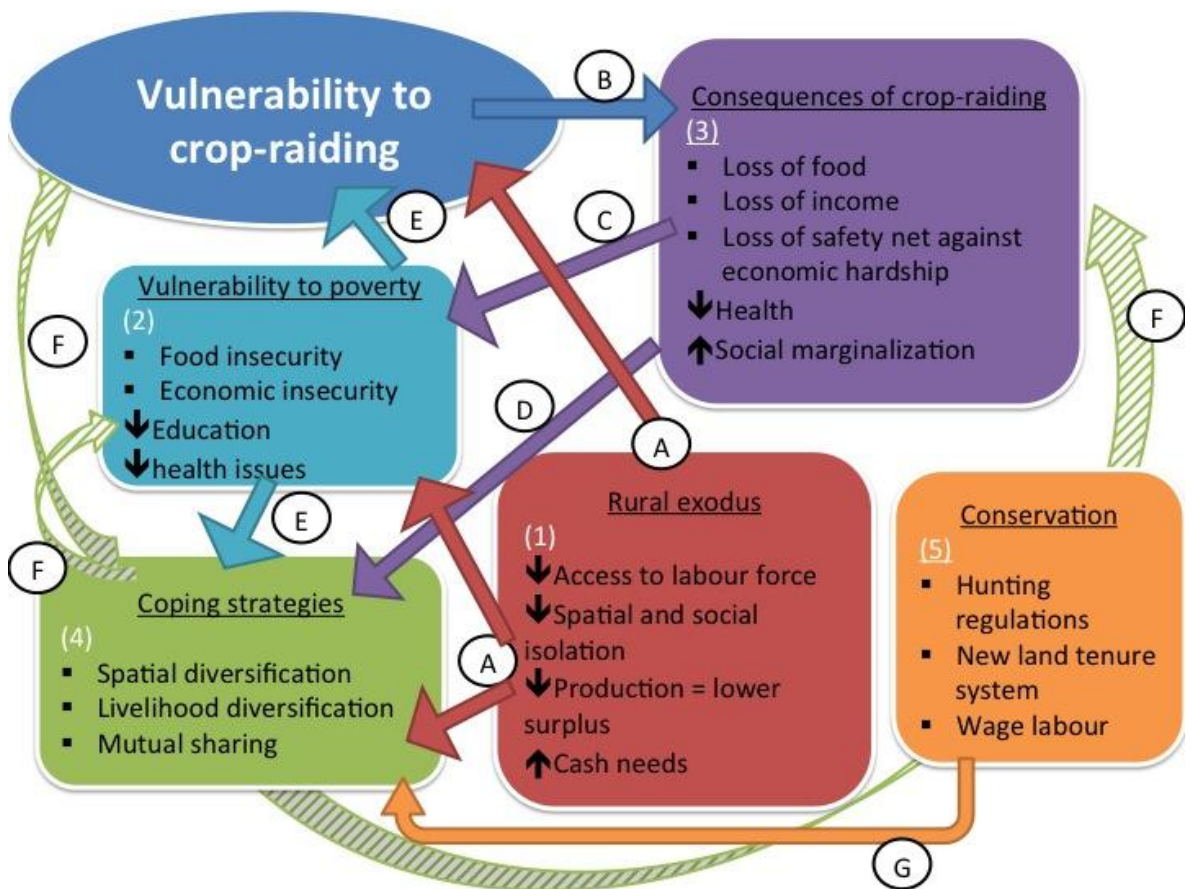 Vulnerability to
crop-raiding
B
Consequences of crop-raiding
(3)
▪ Loss of food
▪ Loss of income
▪ Loss of safety net against
economic hardship
↓Health
↑Social marginalization
E
C
F
Vulnerability to poverty
(2)
▪ Food insecurity
▪ Economic insecurity
↓Education
↓health issues
F
D
A
E
Rural exodus
(1)
↓Access to labour force
↓Spatial and social
isolation
↓Production = lower
surplus
↑Cash needs
Conservation
(5)
▪ Hunting
regulations
▪ New land tenure
system
▪ Wage labour
F
Coping strategies
(4)
▪ Spatial diversification
▪ Livelihood diversification
▪ Mutual sharing
A
G